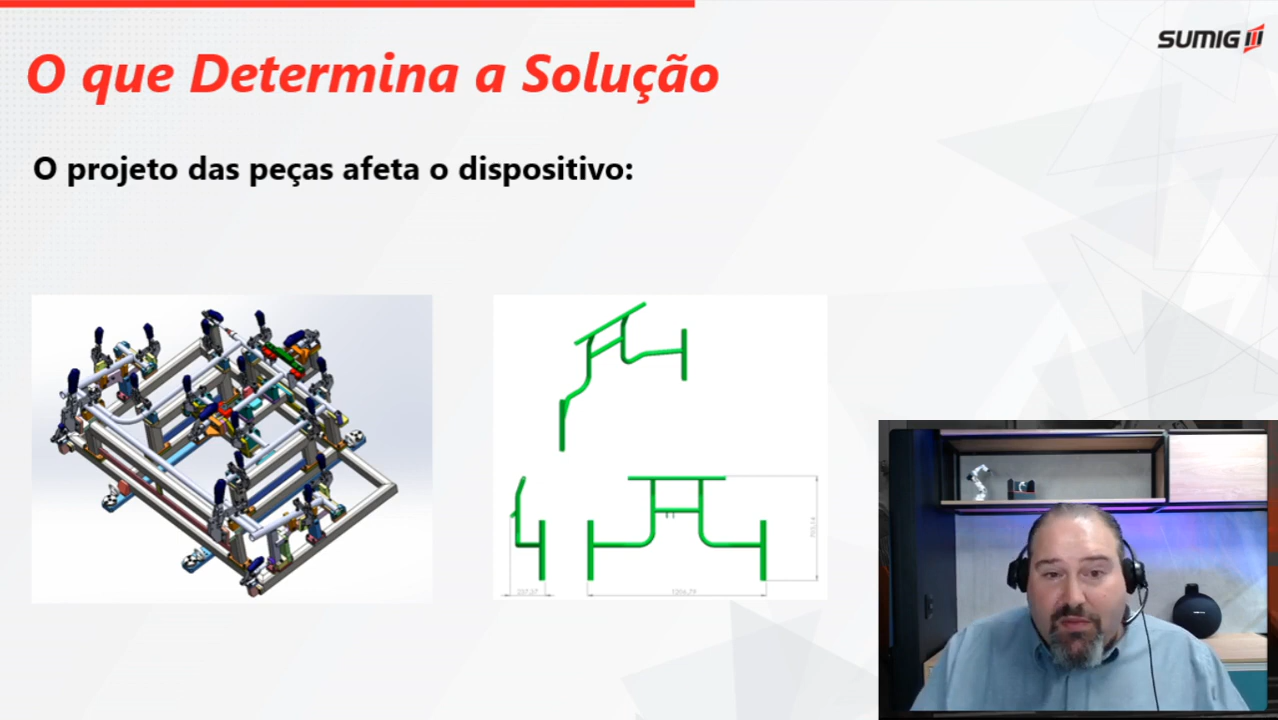 SUMIG
O que Determina a Solução
O projeto das peças afeta o dispositivo: